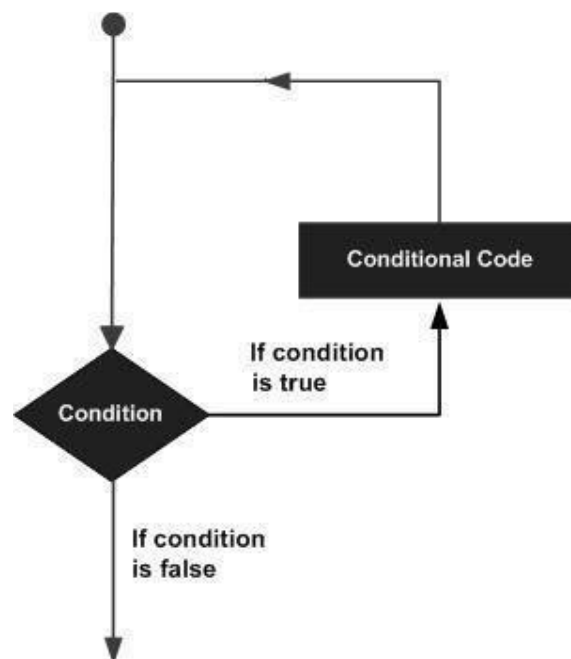 Conditional Code
If condition
is true
Condition
If condition
is false